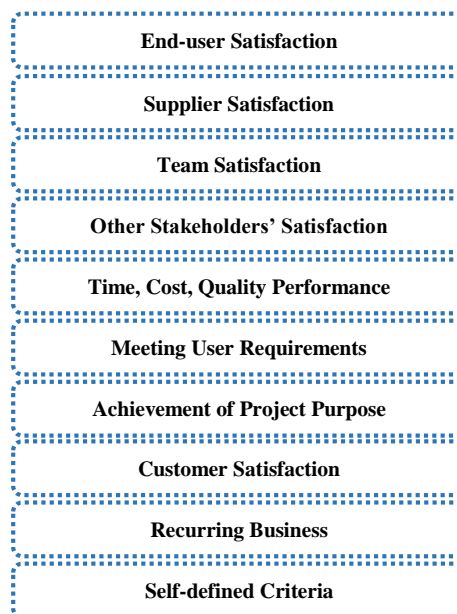 End-user Satisfaction
Supplier Satisfaction
Team Satisfaction
Other Stakeholders’ Satisfaction
Time, Cost, Quality Performance
Meeting User Requirements
Achievement of Project Purpose
Customer Satisfaction
Recurring Business
Self-defined Criteria